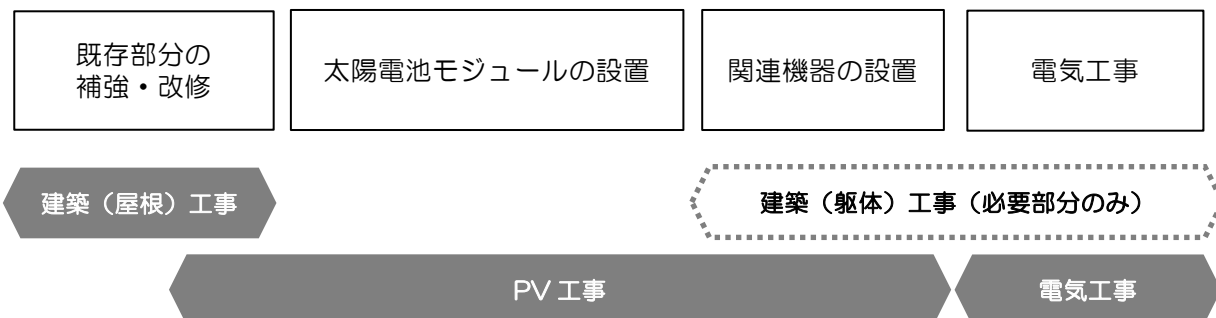 既存部分の
補強・改修
太陽電池モジュールの設置
関連機器の設置
電気工事
建築（屋根）工事
建築（躯体）工事（必要部分のみ）
PV 工事
電気工事